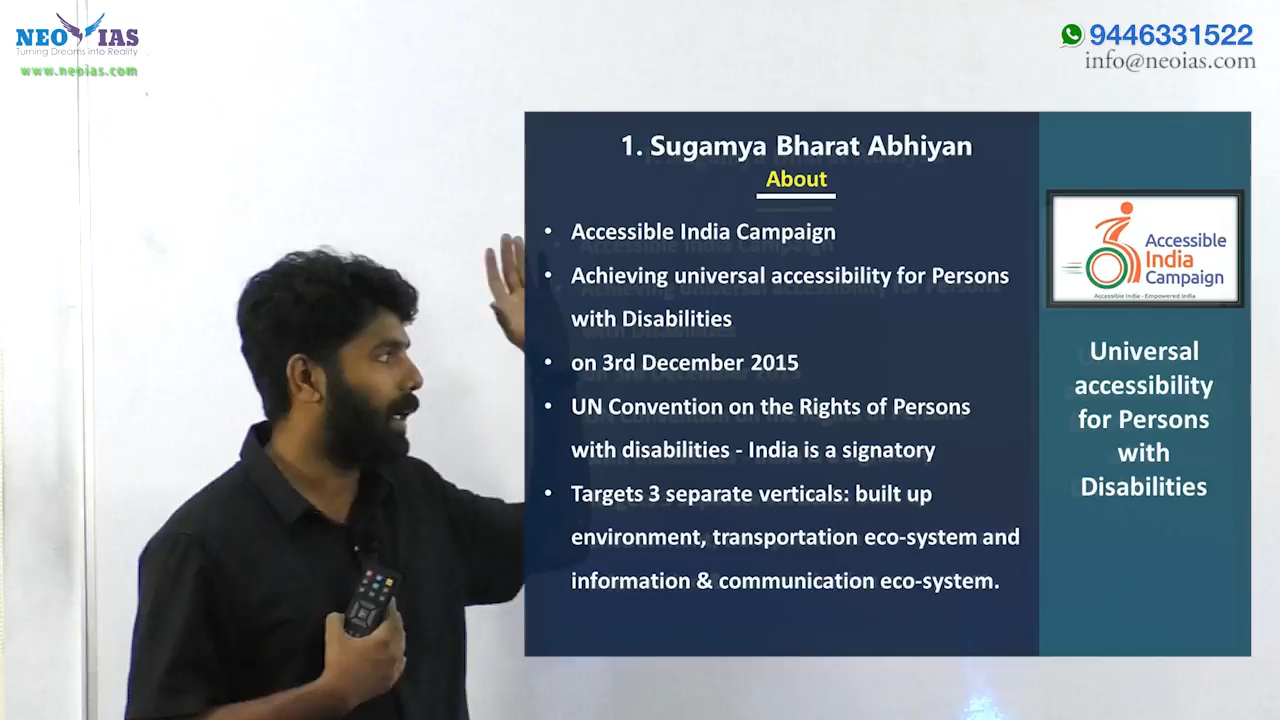 NEO IAS
Turning Dreams into Reality
www.neoias.com
9446331522
info@neoias.com
1. Sugamya Bharat Abhiyan
About
• Accessible India Campaign
• Achieving universal accessibility for Persons
with Disabilities
• on 3rd December 2015
• UN Convention on the Rights of Persons
with disabilities - India is a signatory
• Targets 3 separate verticals: built up
environment, transportation eco-system and
information & communication eco-system.
Accessible
India
Campaign
Accessible India - Empowered India
Universal
accessibility
for Persons
with
Disabilities